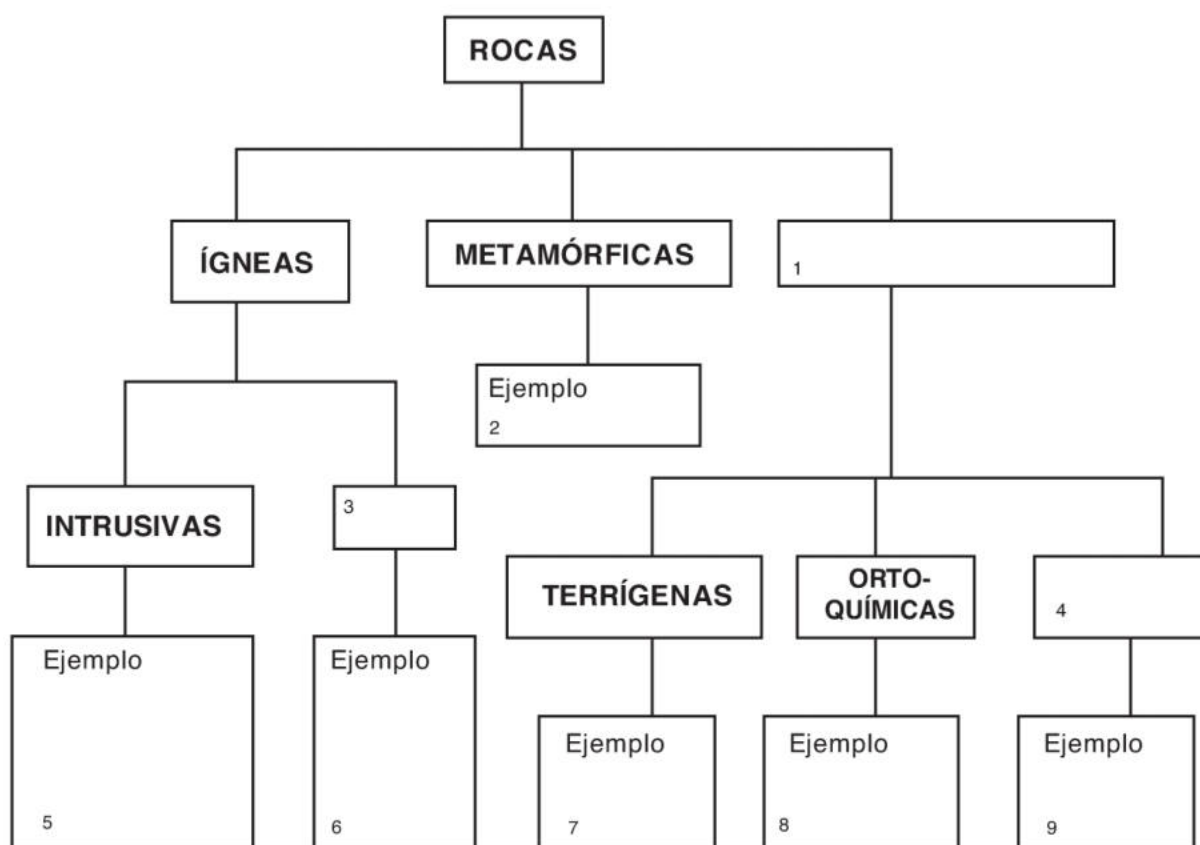 ROCAS
ÍGNEAS
METAMÓRFICAS
1
Ejemplo
2
INTRUSIVAS
3
TERRÍGENAS
ORTO-
QUÍMICAS
4
Ejemplo
5
Ejemplo
6
Ejemplo
7
Ejemplo
8
Ejemplo
9